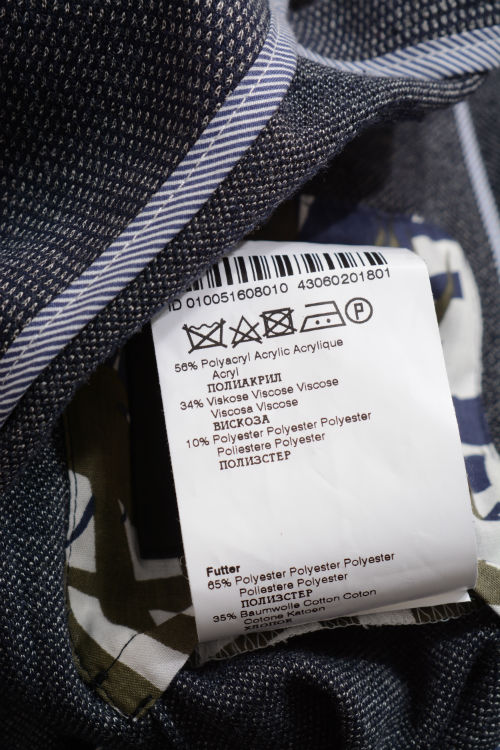 ID 010051608010 43060201801
P
56% Polyacryl Acrylic Acrylique
Acryl
ПОЛИАКРИЛ
34% Viskose Viscose Viscose
Viscosa Viscose
ВИСКОЗА
10% Polyester Polyester Polyester
Poliestere Polyester
ПОЛИЭСТЕР
Futter
65% Polyester Polyester Polyester
Poliestere Polyester
ПОЛИЭСТЕР
35% Baumwolle Cotton Coton
Cotone Katoen
ХЛОПОК